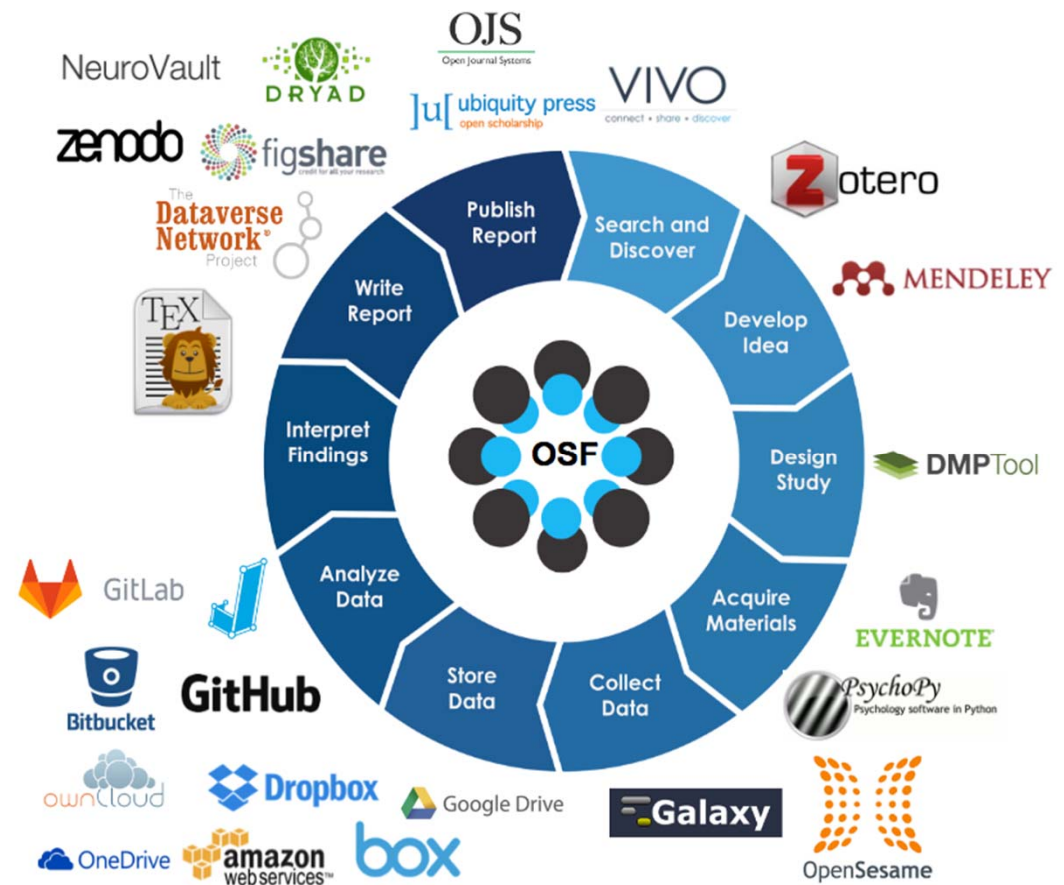 OJS
Open Journal Systems
NeuroVault
DRYAD
]u[ ubiquity press
open scholarship
VIVO
connect • share • discover
zenodo
figshare
credit for all your research
The
Dataverse
Network®
Project
Zotero
MENDELEY
TEX
Publish
Report
Search and
Discover
Write
Report
Develop
Idea
Interpret
Findings
OSF
Design
Study
DMPTool
Analyze
Data
Acquire
Materials
Store
Data
Collect
Data
GitLab
EVERNOTE
Bitbucket
GitHub
PsychoPy
Psychology software in Python
ownCloud
Dropbox
Google Drive
Galaxy
OneDrive
amazon
webservices™
box
OpenSesame